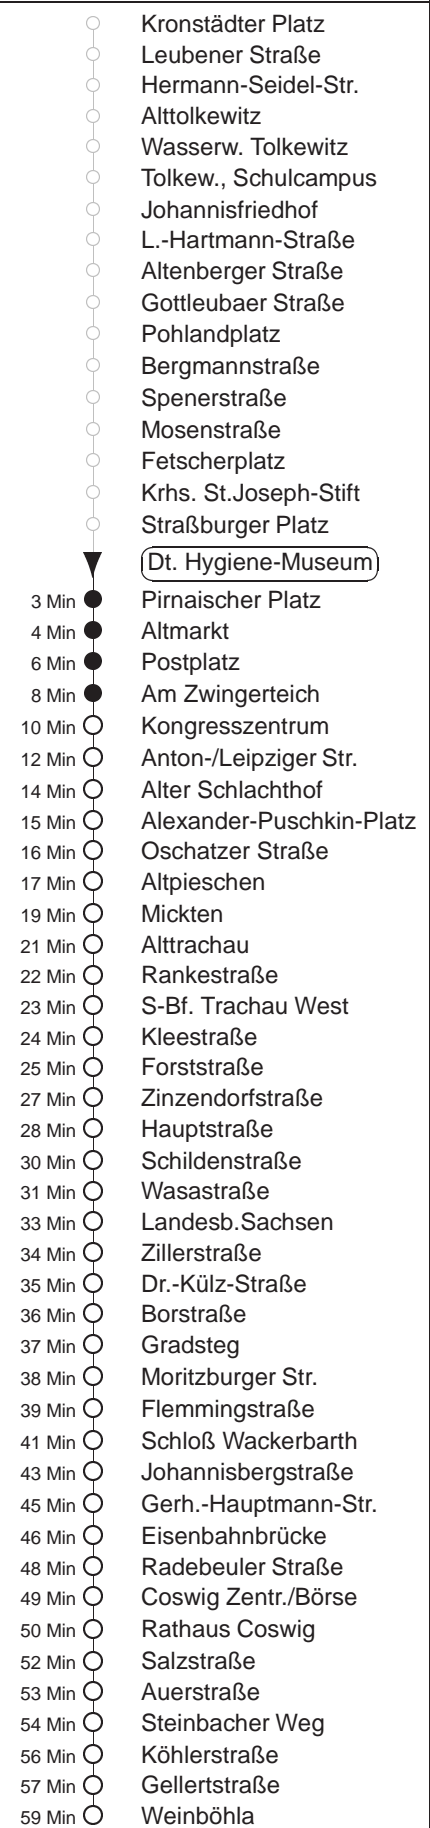 Kronstädter Platz
Leubener Straße
Hermann-Seidel-Str.
Alttolkewitz
Wasserw. Tolkewitz
Tolkew., Schulcampus
Johannisfriedhof
L.-Hartmann-Straße
Altenberger Straße
Gottleubaer Straße
Pohlandplatz
Bergmannstraße
Spenerstraße
Mosenstraße
Fetscherplatz
Krhs. St.Joseph-Stift
Straßburger Platz
Dt. Hygiene-Museum
3 Min Pirnaischer Platz
4 Min Altmarkt
6 Min Postplatz
8 Min Am Zwingerteich
10 Min Kongresszentrum
12 Min Anton-/Leipziger Str.
14 Min Alter Schlachthof
15 Min Alexander-Puschkin-Platz
16 Min Oschatzer Straße
17 Min Altpieschen
19 Min Mickten
21 Min Alttrachau
22 Min Rankestraße
23 Min S-Bf. Trachau West
24 Min Kleestraße
25 Min Forststraße
27 Min Zinzendorfstraße
28 Min Hauptstraße
30 Min Schildenstraße
31 Min Wasastraße
33 Min Landesb.Sachsen
34 Min Zillerstraße
35 Min Dr.-Külz-Straße
36 Min Borstraße
37 Min Gradsteg
38 Min Moritzburger Str.
39 Min Flemmingstraße
41 Min Schloß Wackerbarth
43 Min Johannisbergstraße
45 Min Gerh.-Hauptmann-Str.
46 Min Eisenbahnbrücke
48 Min Radebeuler Straße
49 Min Coswig Zentr./Börse
50 Min Rathaus Coswig
52 Min Salzstraße
53 Min Auerstraße
54 Min Steinbacher Weg
56 Min Köhlerstraße
57 Min Gellertstraße
59 Min Weinböhla